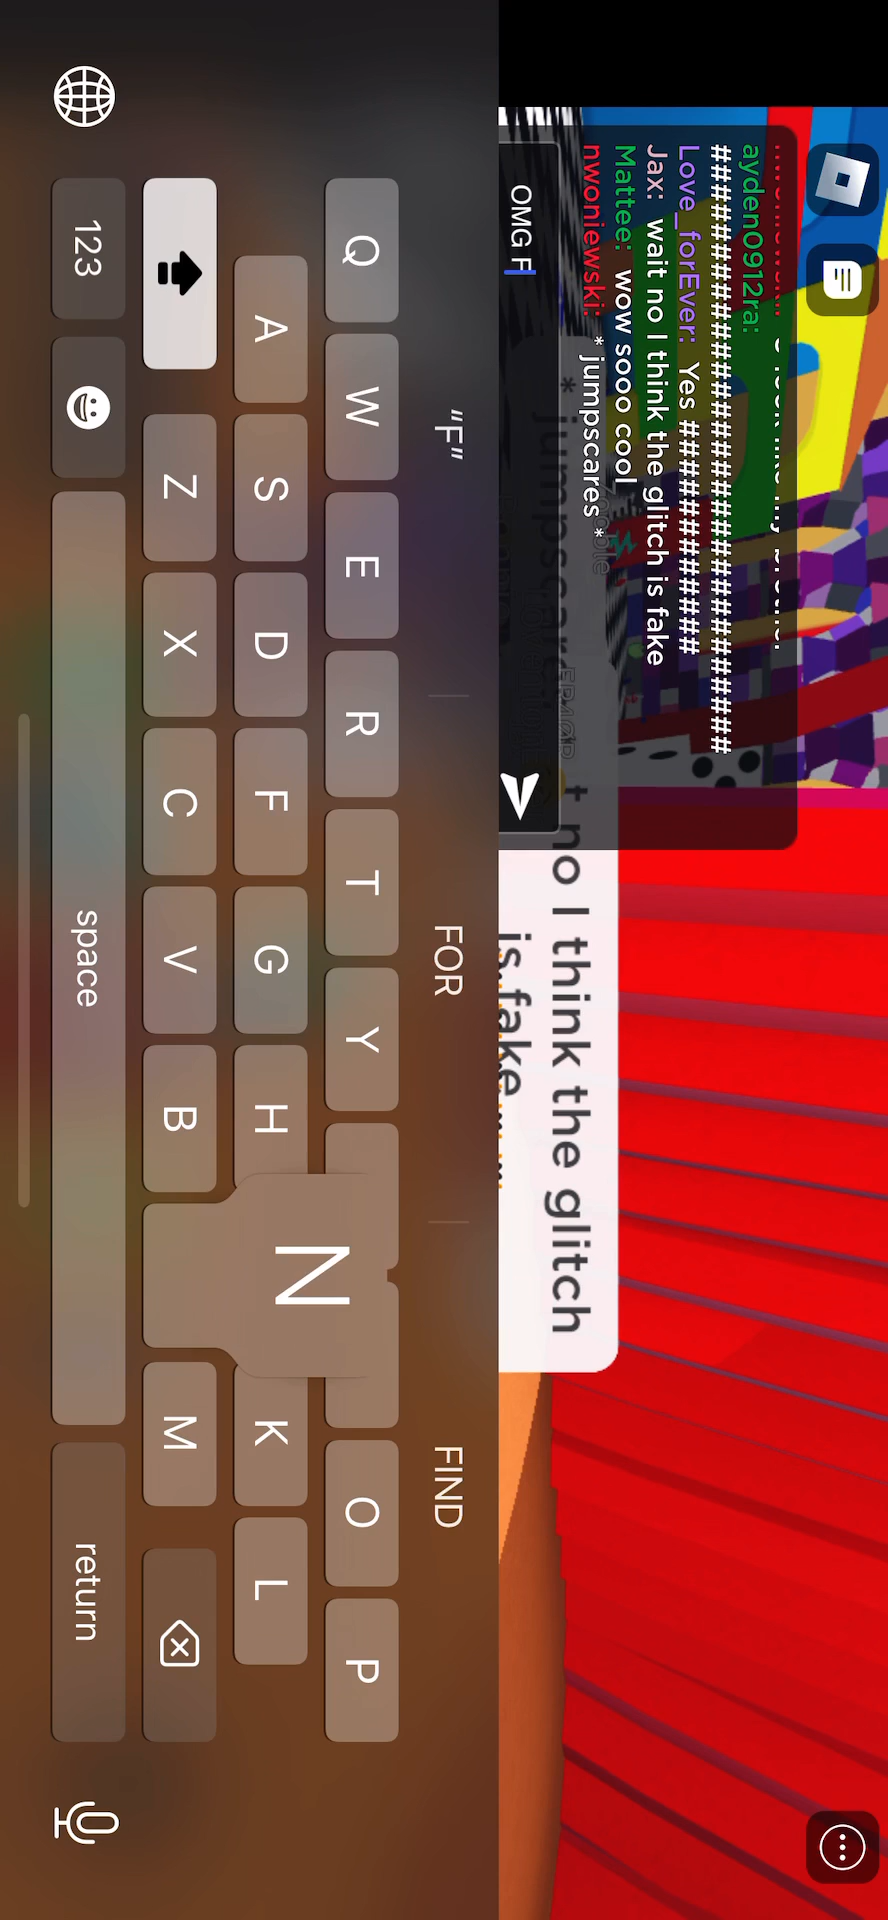 ayden0912ra:
####################################
Love_forEver: Yes ##############
Jax: wait no I think the glitch is fake
Mattee: wow sooo cool
nwoniewski: * jumpscares *
OMG F
no I think the glitch
is fake
"F" FOR FIND
Q W E R T Y O P
A S D F G H K L
Z X C V B N M
123 space return